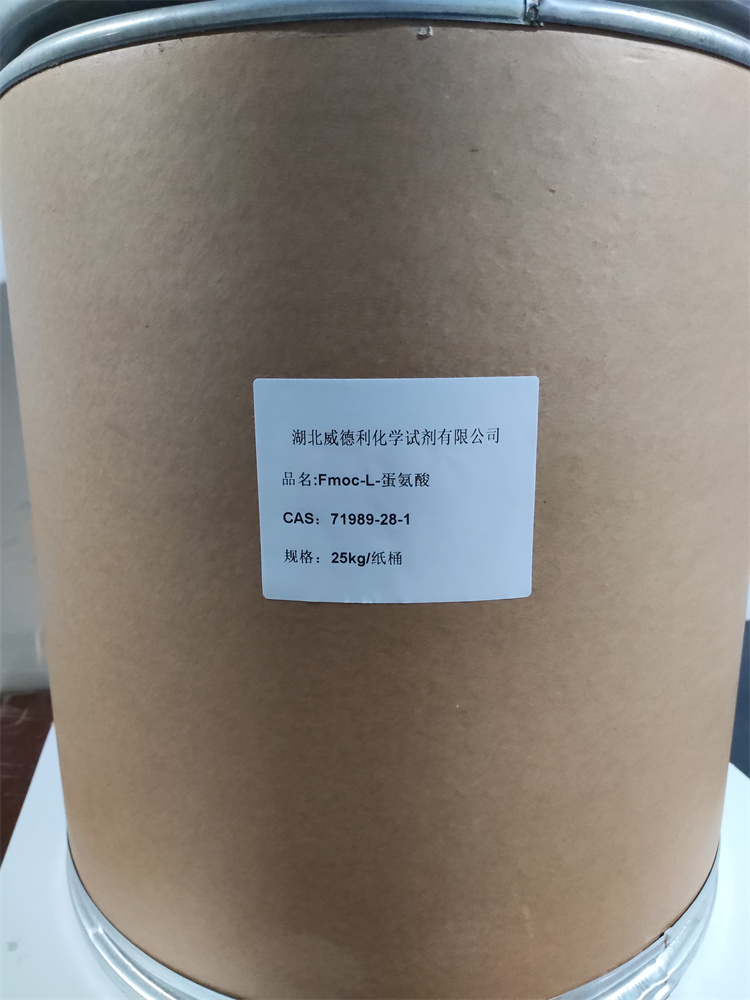 湖北威德利化学试剂有限公司
品名:Fmoc-L-蛋氨酸
CAS：71989-28-1
规格：25kg/纸桶